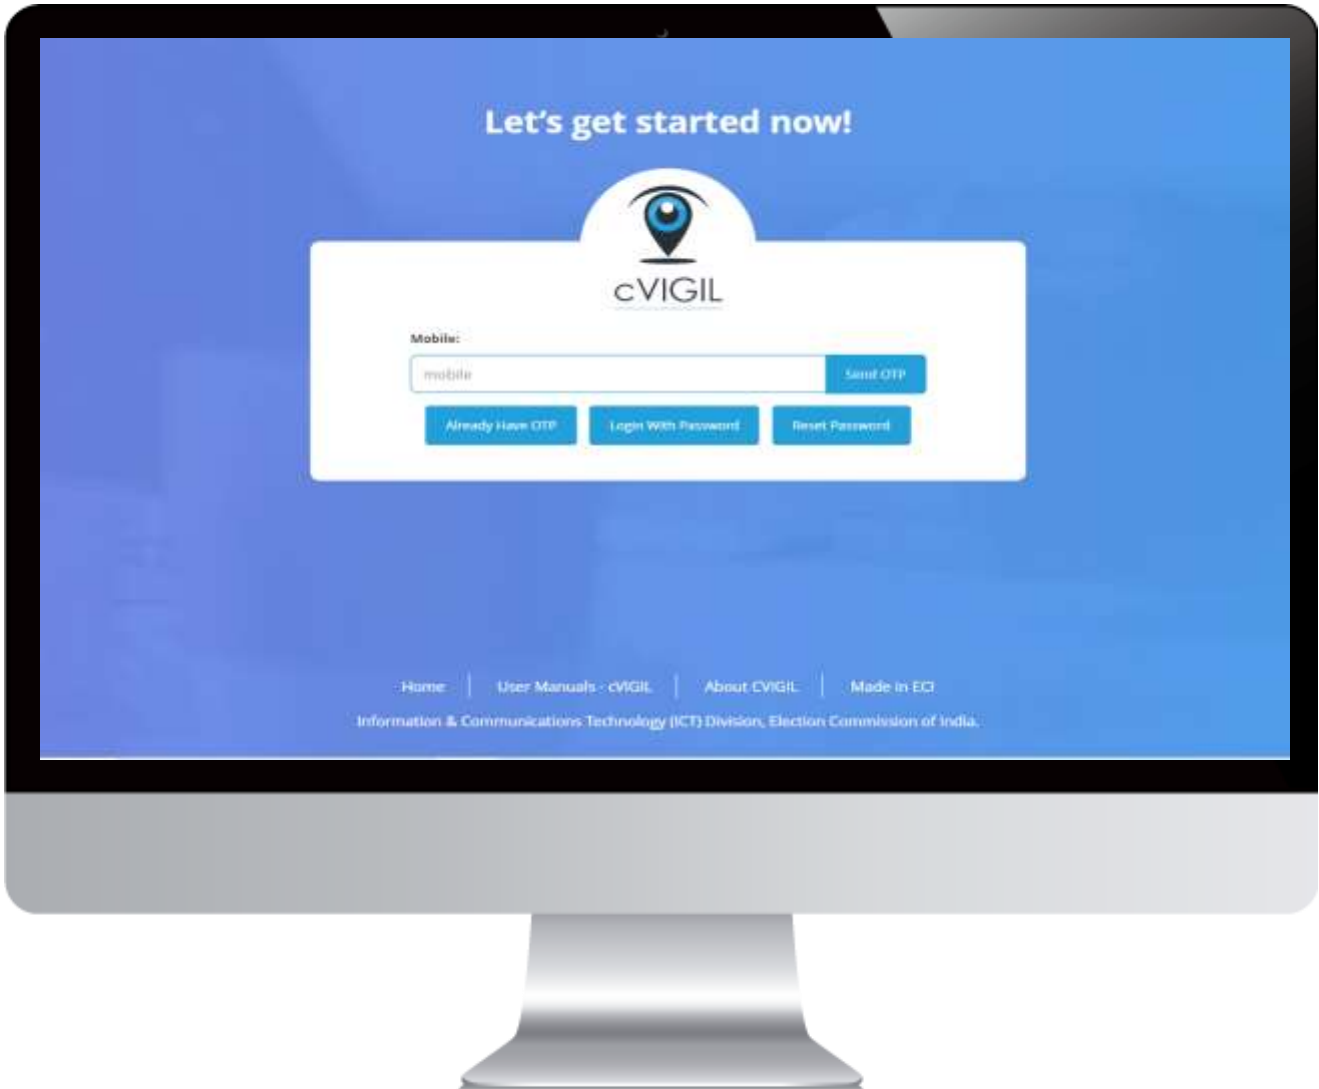 Let's get started now!
cVIGIL
Mobile:
mobile
Send OTP
Already Have OTP
Login With Password
Reset Password
Home
User Manuals - cVIGIL
About CVIGIL
Made in ECI
Information & Communications Technology (ICT) Division, Election Commission of India.